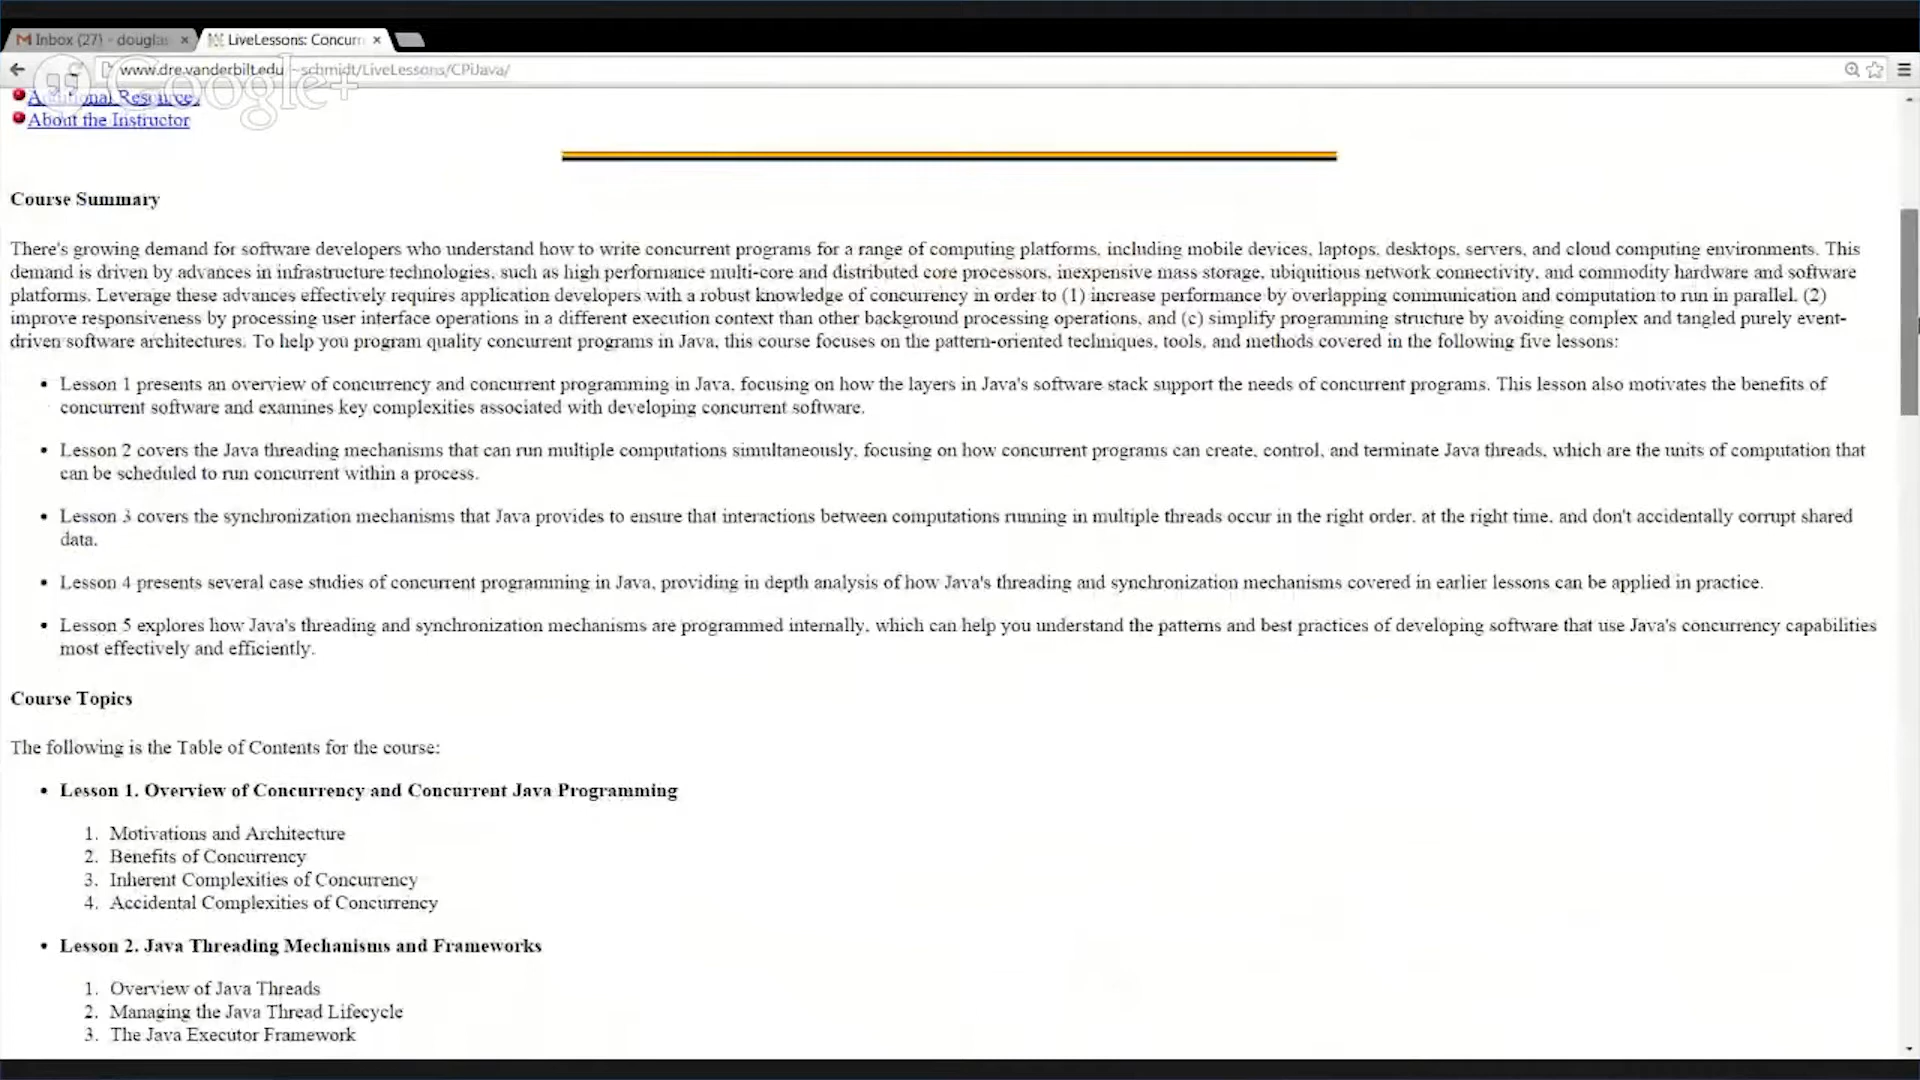 Inbox (27) - douglas
LiveLessons: Concurr
www.dre.vanderbilt.edu/~schmidt/LiveLessons/CPiJava/
Google+
Additional Resources
About the Instructor
Course Summary
There's growing demand for software developers who understand how to write concurrent programs for a range of computing platforms, including mobile devices, laptops, desktops, servers, and cloud computing environments. This
demand is driven by advances in infrastructure technologies, such as high performance multi-core and distributed core processors, inexpensive mass storage, ubiquitious network connectivity, and commodity hardware and software
platforms. Leverage these advances effectively requires application developers with a robust knowledge of concurrency in order to (1) increase performance by overlapping communication and computation to run in parallel, (2)
improve responsiveness by processing user interface operations in a different execution context than other background processing operations, and (c) simplify programming structure by avoiding complex and tangled purely event-
driven software architectures. To help you program quality concurrent programs in Java, this course focuses on the pattern-oriented techniques, tools, and methods covered in the following five lessons:
• Lesson 1 presents an overview of concurrency and concurrent programming in Java, focusing on how the layers in Java's software stack support the needs of concurrent programs. This lesson also motivates the benefits of
concurrent software and examines key complexities associated with developing concurrent software.
• Lesson 2 covers the Java threading mechanisms that can run multiple computations simultaneously, focusing on how concurrent programs can create, control, and terminate Java threads, which are the units of computation that
can be scheduled to run concurrent within a process.
• Lesson 3 covers the synchronization mechanisms that Java provides to ensure that interactions between computations running in multiple threads occur in the right order, at the right time, and don't accidentally corrupt shared
data.
• Lesson 4 presents several case studies of concurrent programming in Java, providing in depth analysis of how Java's threading and synchronization mechanisms covered in earlier lessons can be applied in practice.
• Lesson 5 explores how Java's threading and synchronization mechanisms are programmed internally, which can help you understand the patterns and best practices of developing software that use Java's concurrency capabilities
most effectively and efficiently.
Course Topics
The following is the Table of Contents for the course:
• Lesson 1. Overview of Concurrency and Concurrent Java Programming
1. Motivations and Architecture
2. Benefits of Concurrency
3. Inherent Complexities of Concurrency
4. Accidental Complexities of Concurrency
• Lesson 2. Java Threading Mechanisms and Frameworks
1. Overview of Java Threads
2. Managing the Java Thread Lifecycle
3. The Java Executor Framework